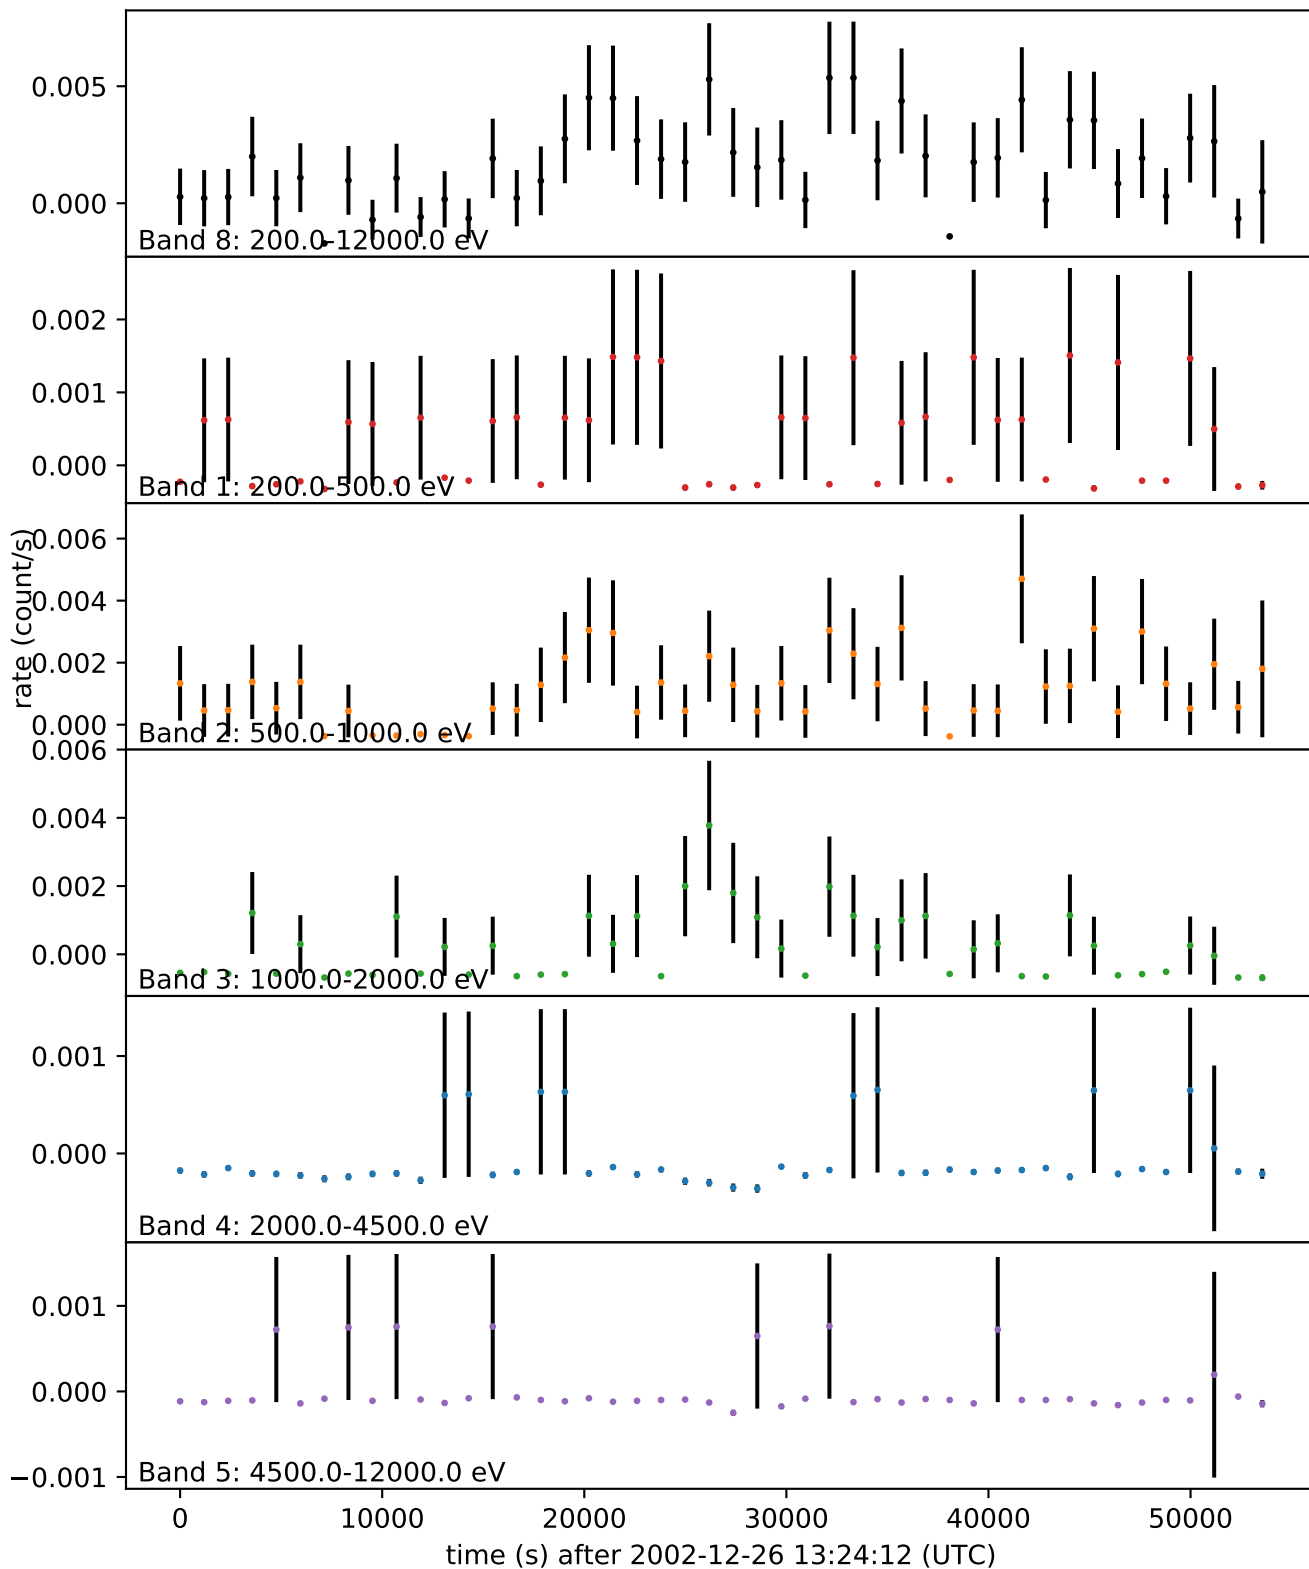 0.005
0.000
Band 8: 200.0-12000.0 eV
0.002
0.001
0.000
Band 1: 200.0-500.0 eV
rate (count/s)
0.006
0.004
0.002
0.000
Band 2: 500.0-1000.0 eV
0.006
0.004
0.002
0.000
Band 3: 1000.0-2000.0 eV
0.001
0.000
Band 4: 2000.0-4500.0 eV
0.001
0.000
−0.001
Band 5: 4500.0-12000.0 eV
0 10000 20000 30000 40000 50000
time (s) after 2002-12-26 13:24:12 (UTC)